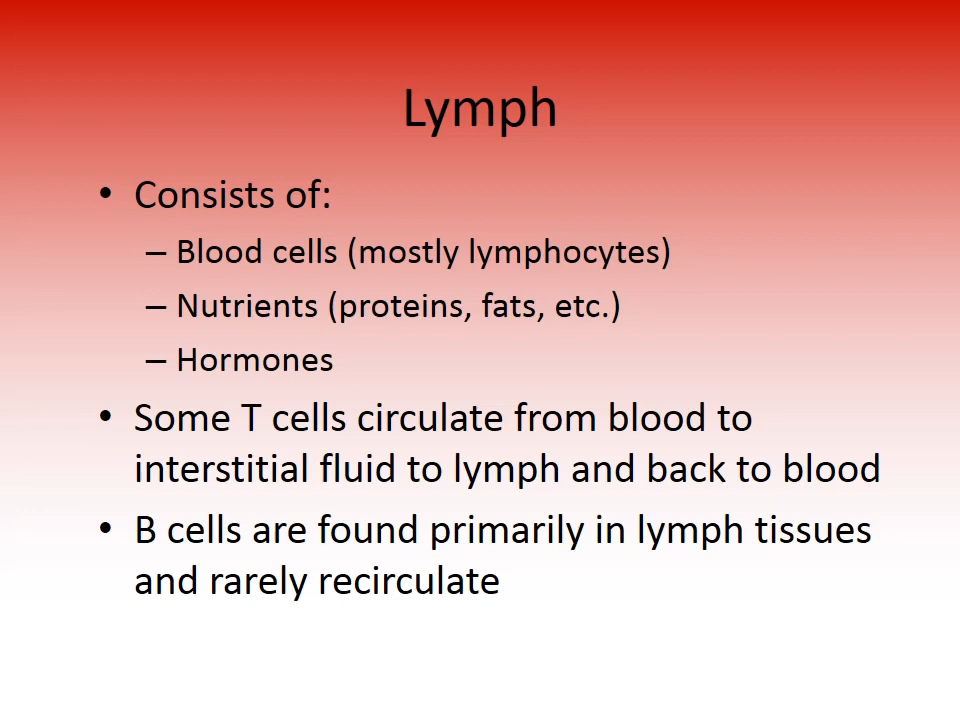 Lymph
• Consists of:
– Blood cells (mostly lymphocytes)
– Nutrients (proteins, fats, etc.)
– Hormones
• Some T cells circulate from blood to
interstitial fluid to lymph and back to blood
• B cells are found primarily in lymph tissues
and rarely recirculate